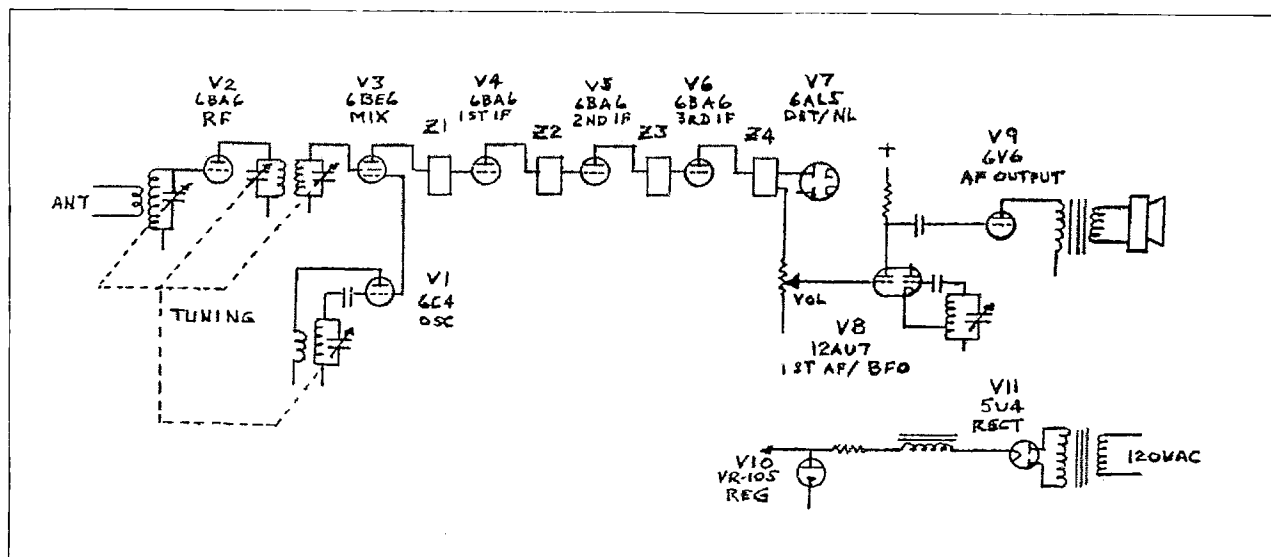 V2
6BA6
RF
V3
6BE6
MIX
Z1
V4
6BA6
1ST IF
Z2
V5
6BA6
2ND IF
Z3
V6
6BA6
3RD IF
Z4
V7
6AL5
DET/NL
+
V9
6V6
AF OUTPUT
ANT
TUNING
V1
6C4
OSC
VOL
V8
12AU7
1ST AF/BFO
V10
VR-105
REG
V11
5U4
RECT
120VAC